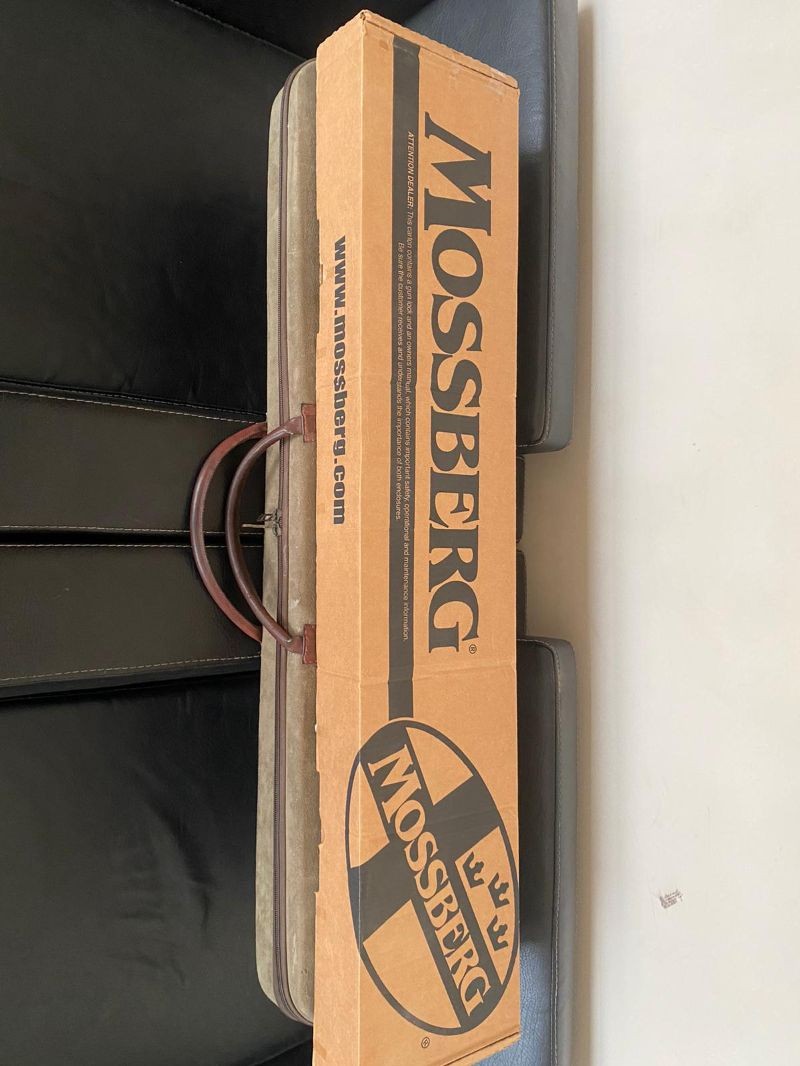 MOSSBERG®
ATTENTION DEALER: This carton contains a gun lock and an owners manual, which contains important safety, operational and maintenance information.
Be sure the customer receives and understands the importance of both enclosures.
www.mossberg.com
MOSSBERG
®